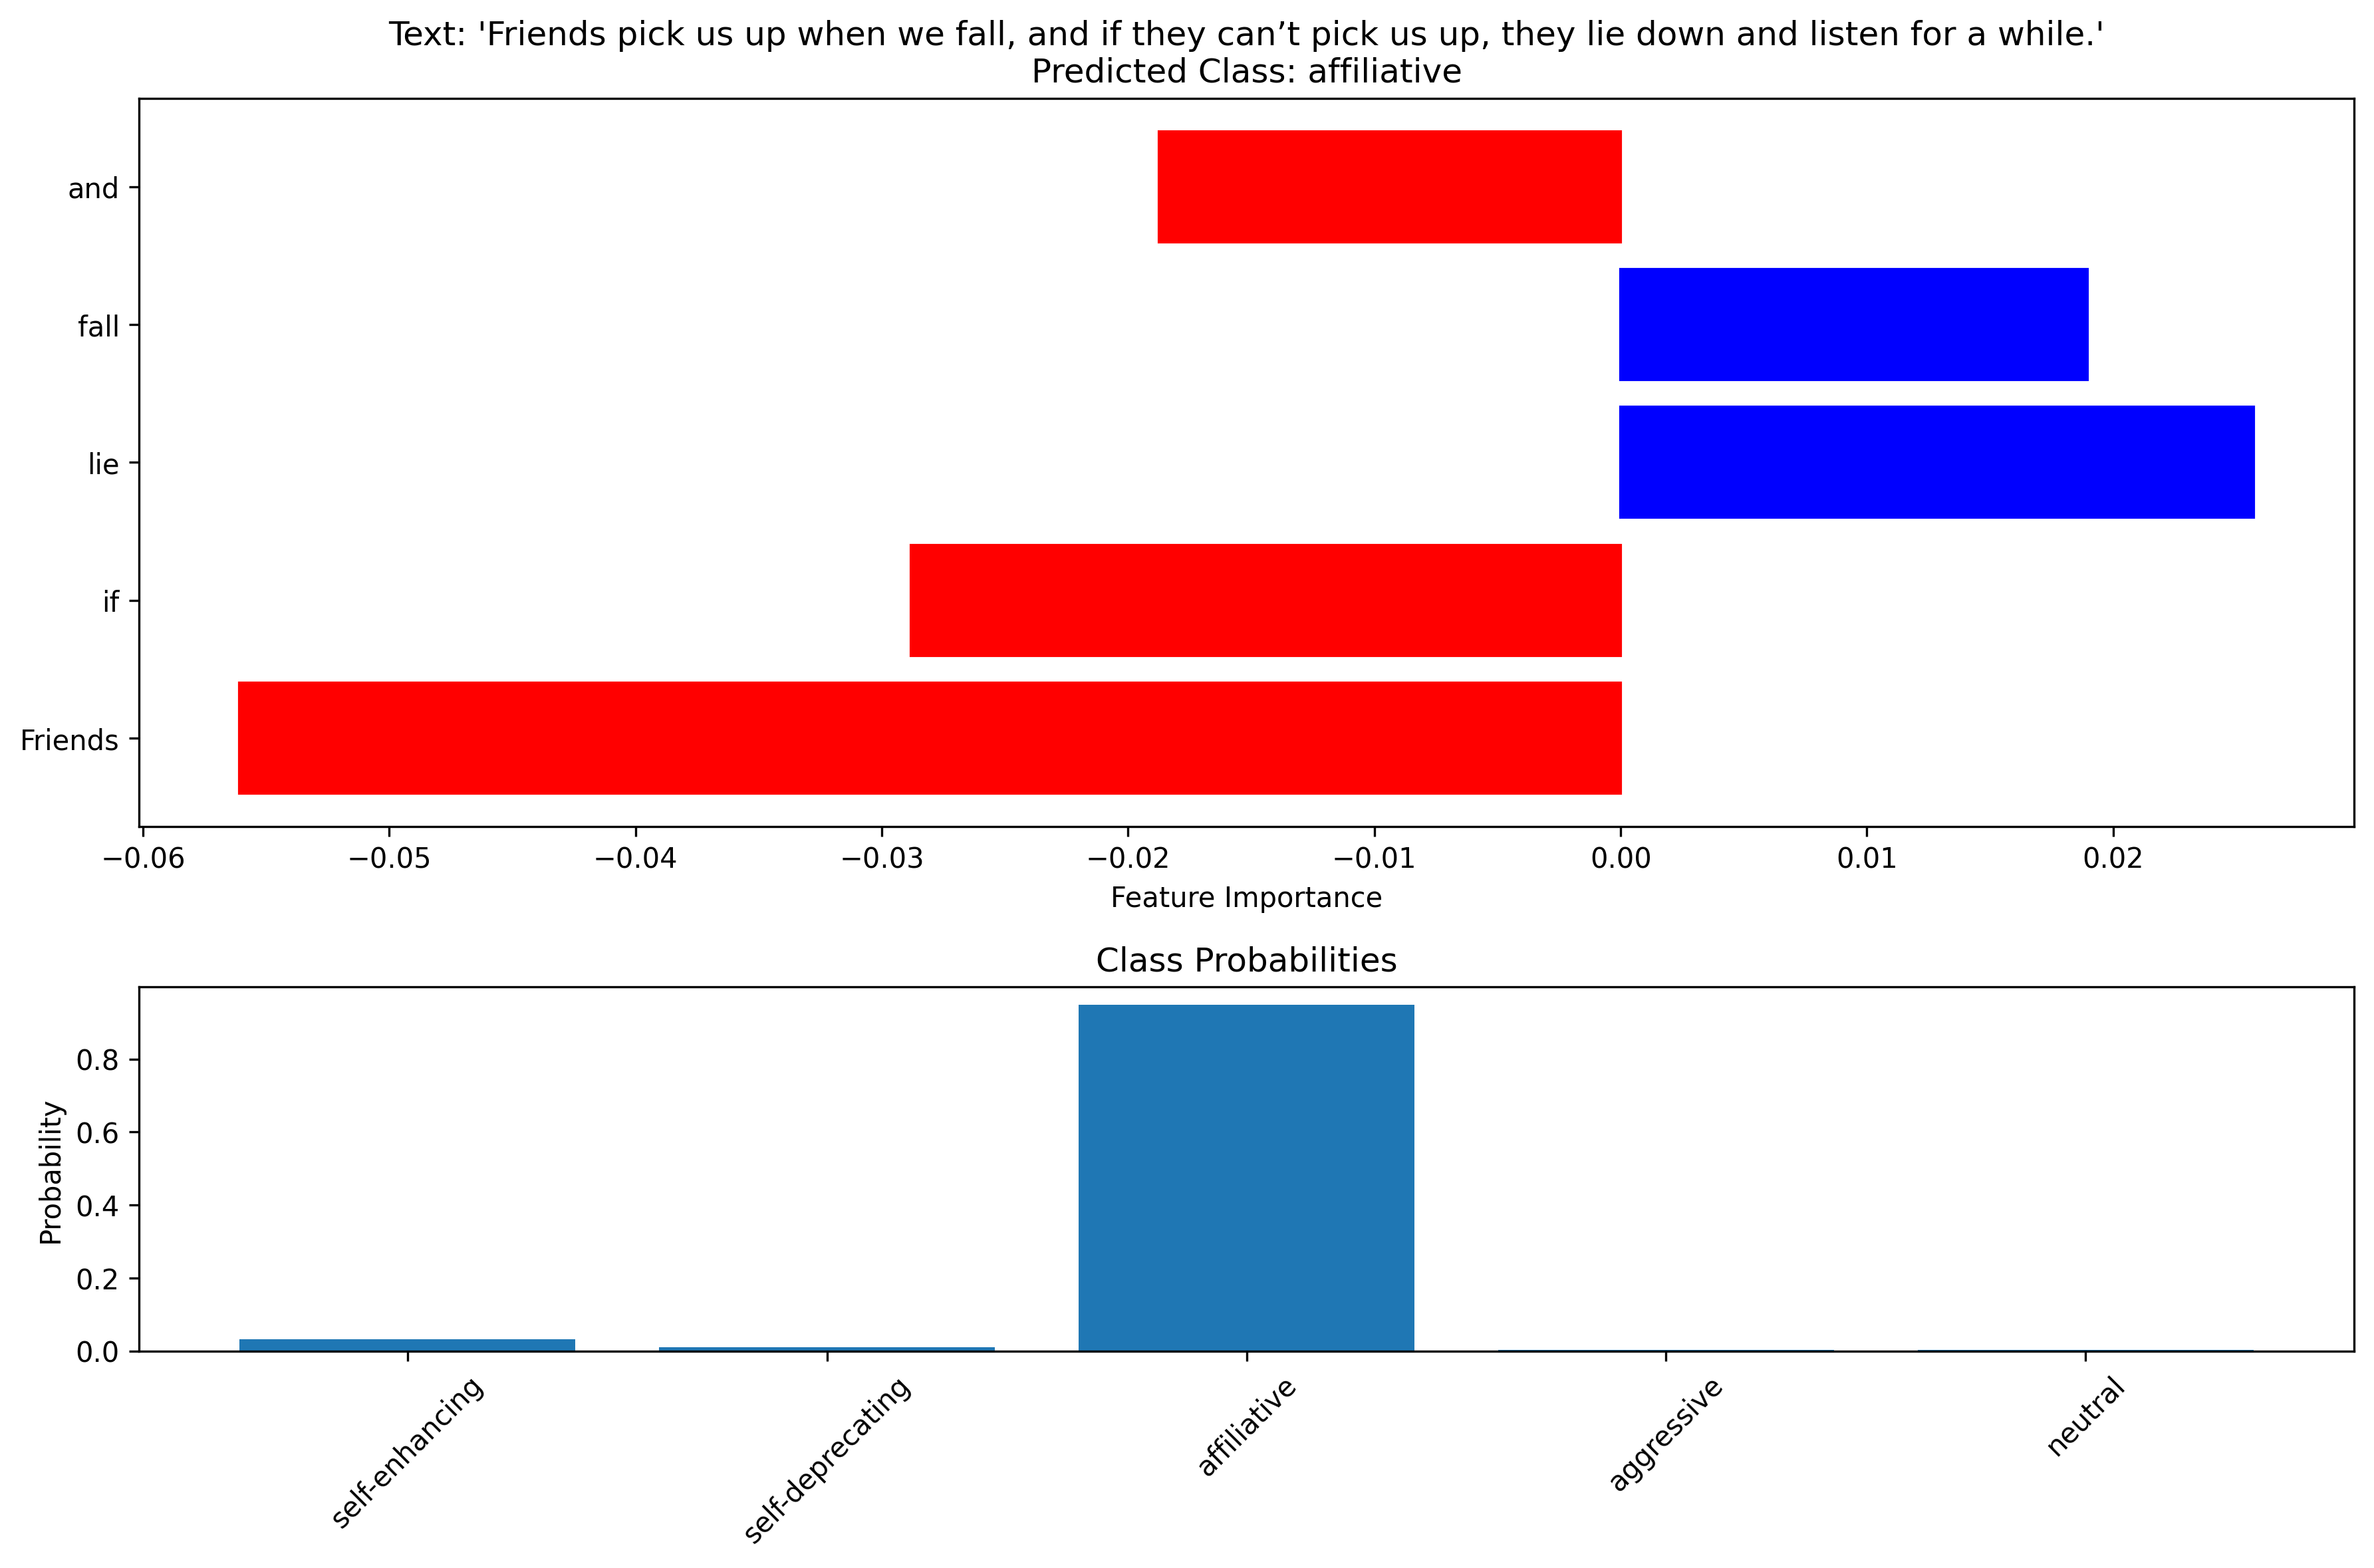 Text: 'Friends pick us up when we fall, and if they can’t pick us up, they lie down and listen for a while.'
Predicted Class: affiliative
and
fall
lie
if
Friends
−0.06 −0.05 −0.04 −0.03 −0.02 −0.01 0.00 0.01 0.02
Feature Importance
Class Probabilities
Probability
0.8
0.6
0.4
0.2
0.0
self-enhancing self-deprecating affiliative aggressive neutral